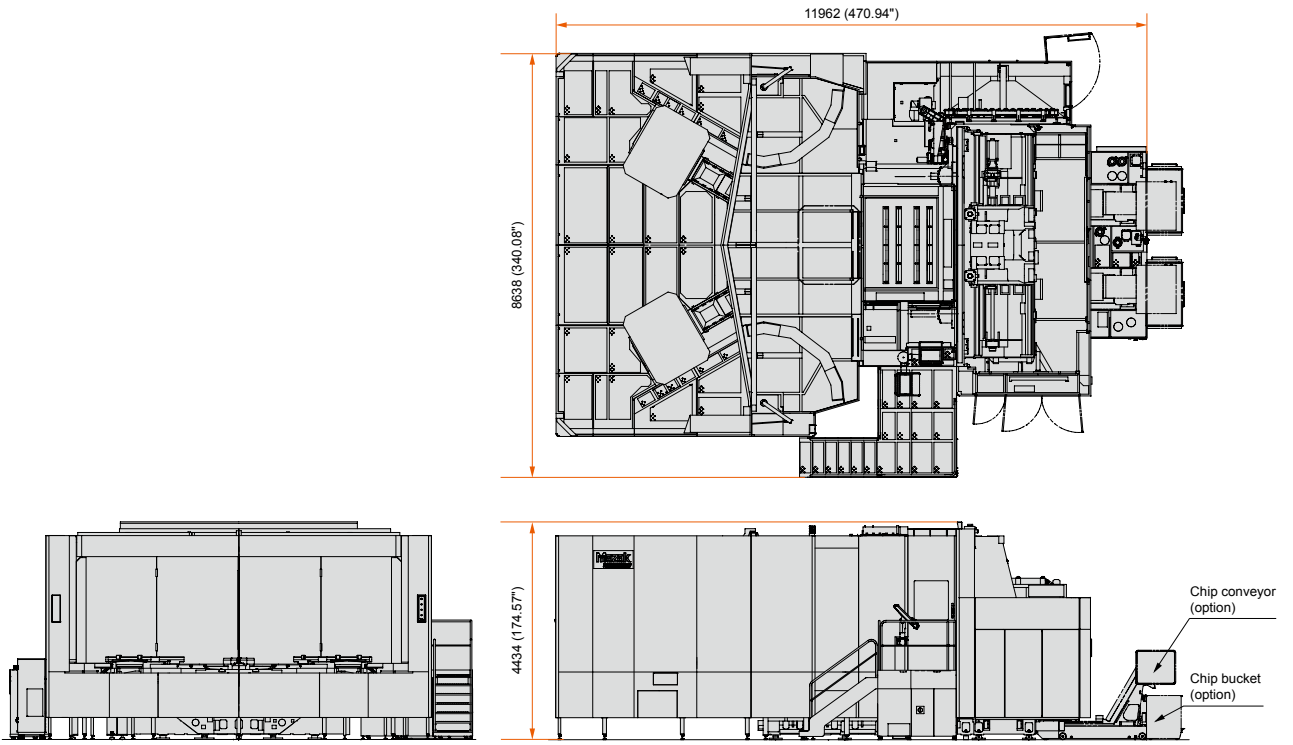 11962 (470.94")
8638 (340.08")
4434 (174.57")
Mazak
Chip conveyor
(option)
Chip bucket
(option)